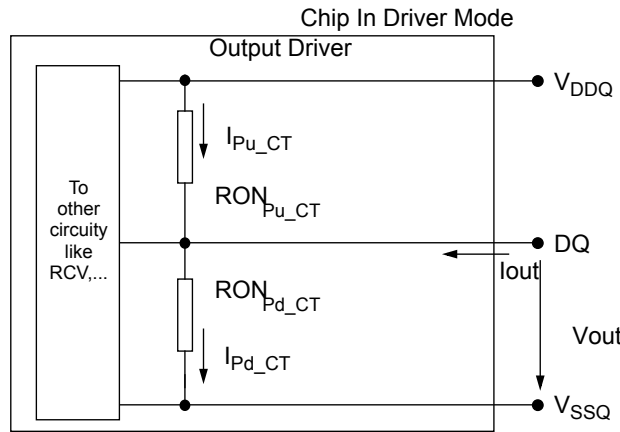 Chip In Driver Mode
Output Driver
VDDQ
IPu_CT
RONPu_CT
To
other
circuity
like
RCV,...
DQ
Iout
RONPd_CT
Vout
IPd_CT
VSSQ